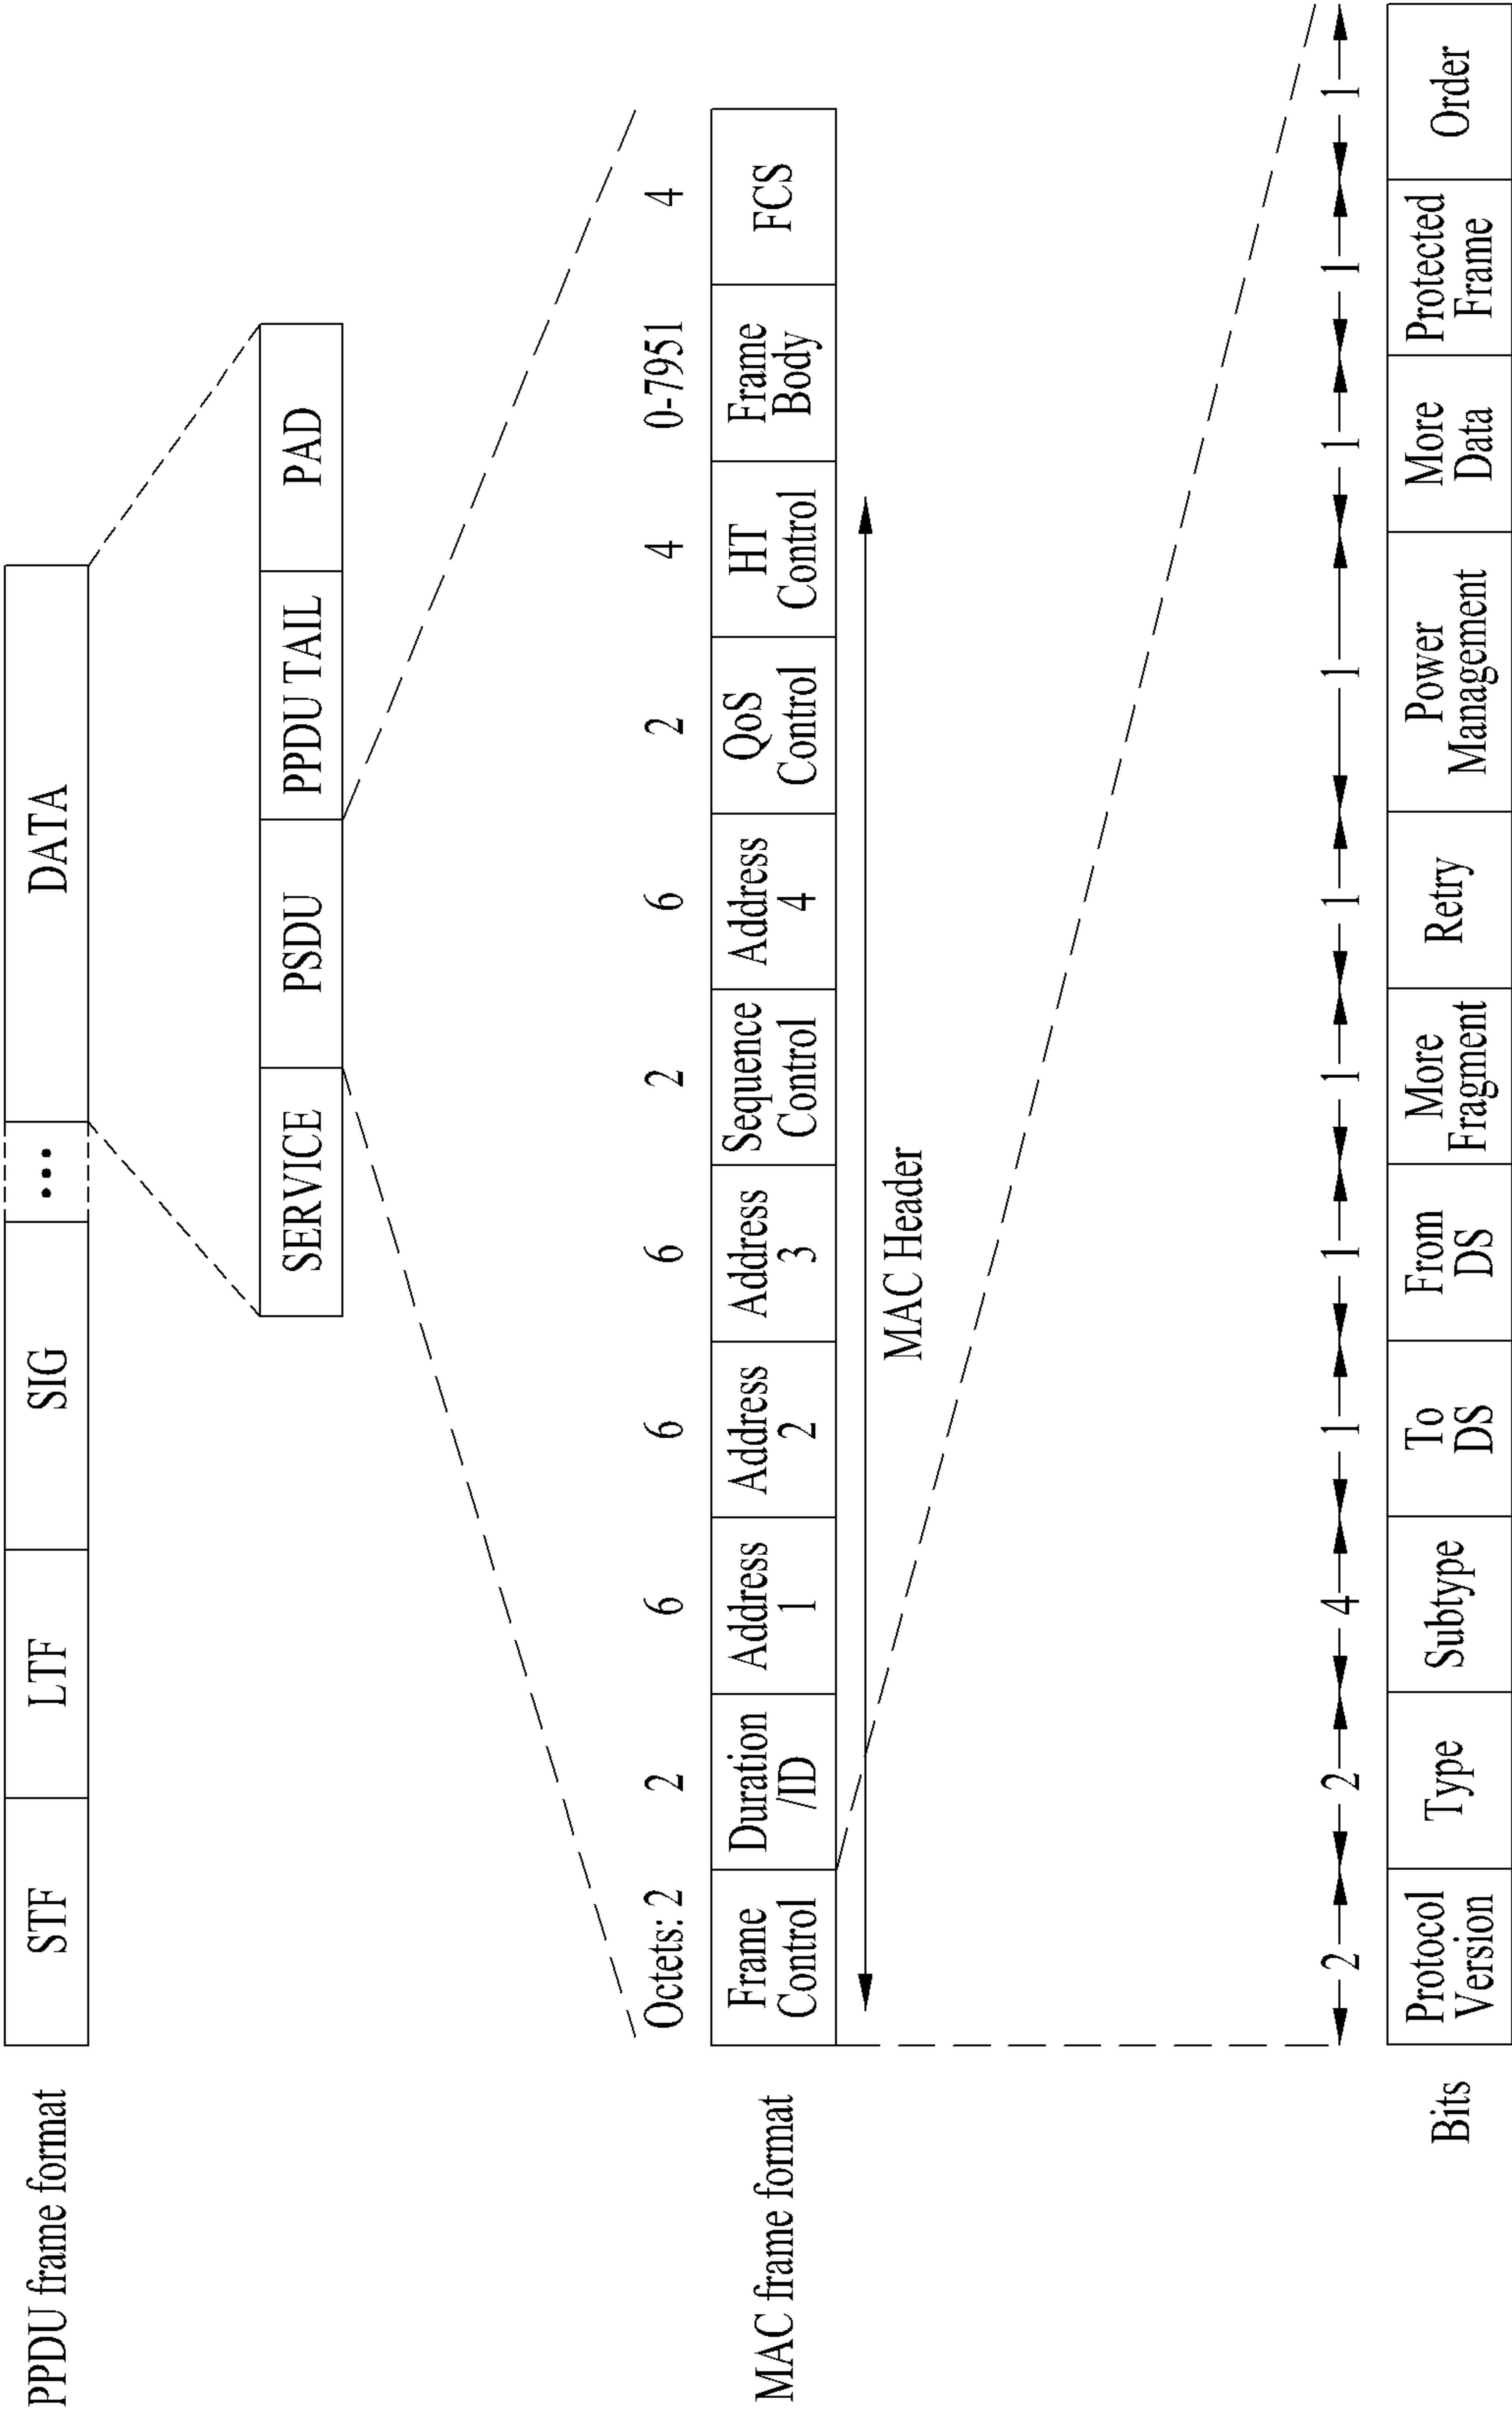 PPDU frame format
STF LTF SIG ... DATA
SERVICE PSDU PPDU TAIL PAD
Octets: 2 2 6 6 6 2 6 2 4 0-7951 4
MAC frame format
Frame Control
Duration /ID
Address 1
Address 2
Address 3
Sequence Control
Address 4
QoS Control
HT Control
Frame Body
FCS
MAC Header
2 2 4 1 1 1 1 1 1 1 1
Bits
Protocol Version
Type
Subtype
To DS
From DS
More Fragment
Retry
Power Management
More Data
Protected Frame
Order